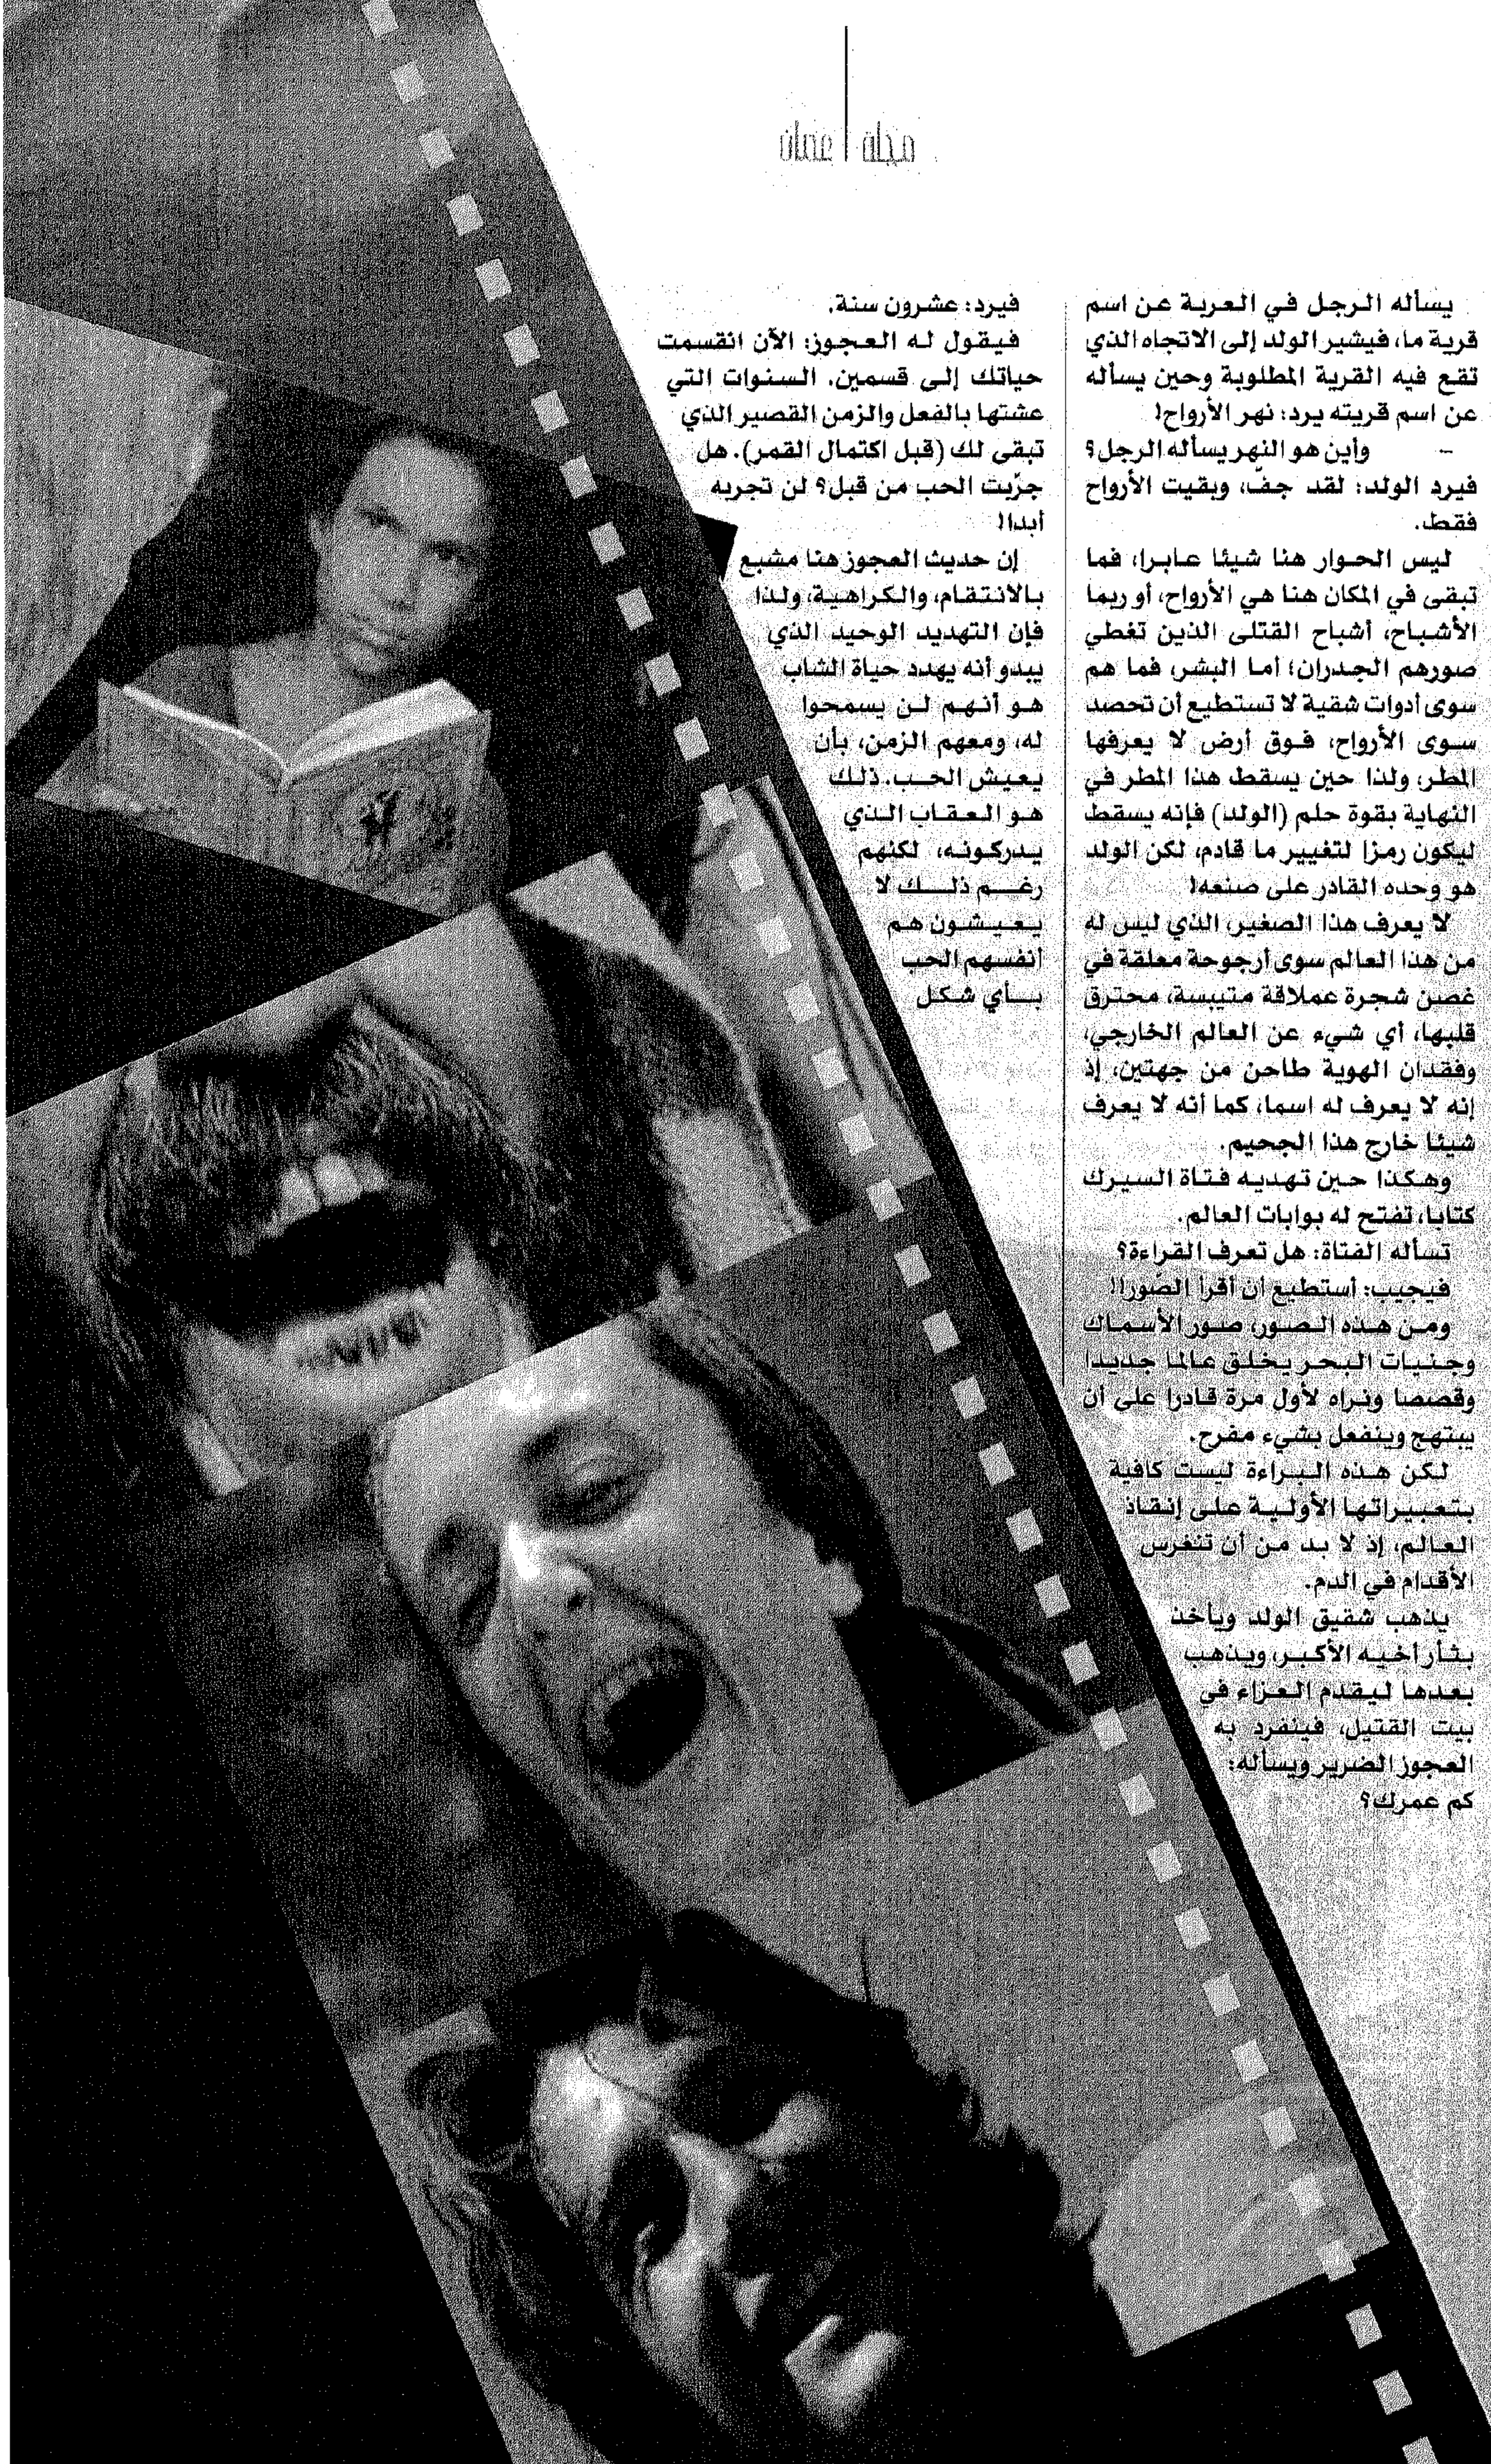 مجلة عمان
يسأله الرجل في العربة عن اسم
قرية ما، فيشير الولد إلى الاتجاه الذي
تقع فيه القرية المطلوبة وحين يسأله
عن اسم قريته يرد: نهر الأرواح!
- وأين هو النهر يسأله الرجل؟
فيرد الولد: لقد جفّ، وبقيت الأرواح
فقط.
ليس الحوار هنا شيئا عابرا، فما
تبقى في المكان هنا هي الأرواح، أو ربما
الأشباح، أشباح القتلى الذين تغطي
صورهم الجدران؛ أما البشر، فما هم
سوى أدوات شقية لا تستطيع أن تحصد
سوى الأرواح، فوق أرض لا يعرفها
المطر، ولذا حين يسقط هذا المطر في
النهاية بقوة حلم (الولد) فإنه يسقط
ليكون رمزا لتغيير ما قادم، لكن الولد
هو وحده القادر على صنعه!
لا يعرف هذا الصغير، الذي ليس له
من هذا العالم سوى أرجوحة معلقة في
غصن شجرة عملاقة متيبسة، محترق
قلبها، أي شيء عن العالم الخارجي،
وفقدان الهوية طاحن من جهتين، إذ
إنه لا يعرف له اسما، كما أنه لا يعرف
شيئا خارج هذا الجحيم.
وهكذا حين تهديه فتاة السيرك
كتابا، تفتح له بوابات العالم.
تسأله الفتاة: هل تعرف القراءة؟
فيجيب: أستطيع أن أقرأ الصّور!!
ومن هذه الصور، صور الأسماك
وجنيات البحر يخلق عالما جديدا
وقصصا ونراه لأول مرة قادرا على أن
يبتهج وينفعل بشيء مفرح.
لكن هذه البراءة ليست كافية
بتعبيراتها الأولية على إنقاذ
العالم، إذ لا بد من أن تنغرس
الأقدام في الدم.
يذهب شقيق الولد ويأخذ
بثأر أخيه الأكبر، ويذهب
بعدها ليقدم العزاء في
بيت القتيل، فينفرد به
العجوز الضرير ويسأله:
كم عمرك؟
فيرد: عشرون سنة.
فيقول له العجوز: الآن انقسمت
حياتك إلى قسمين. السنوات التي
عشتها بالفعل والزمن القصير الذي
تبقى لك (قبل اكتمال القمر). هل
جرّبت الحب من قبل؟ لن تجربه
أبدا!
إن حديث العجوز هنا مشبع
بالانتقام، والكراهية، ولذا
فإن التهديد الوحيد الذي
يبدو أنه يهدد حياة الشاب
هو أنهم لن يسمحوا
له، ومعهم الزمن، بأن
يعيش الحب. ذلك
هو العقاب الذي
يدركونه، لكنهم
رغم ذلك لا
يعيشون هم
أنفسهم الحب
بأي شكل